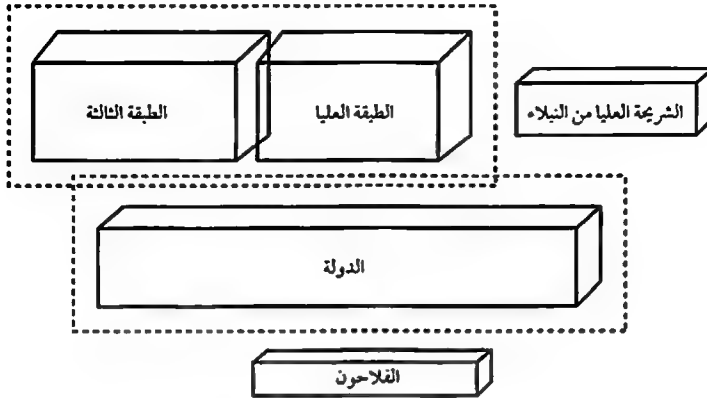 الشريحة العليا من النبلاء
الطبقة العليا
الطبقة الثالثة
الدولة
الفلاحون